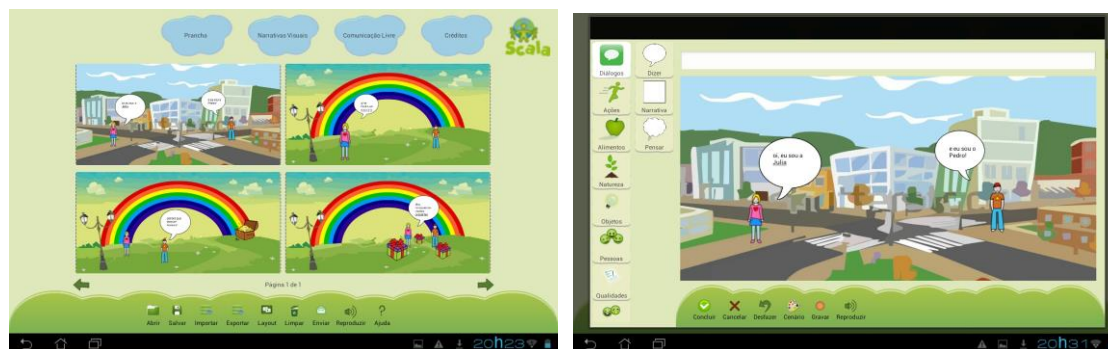 Prancha
Narrativas Visuais
Comunicação Livre
Créditos
Scala
Página 1 de 1
Abrir
Salvar
Importar
Exportar
Layout
Limpar
Enviar
Reproduzir
Ajuda
20h23
Diálogos
Dizer
Ações
Narrativa
Alimentos
Pensar
Natureza
Objetos
Pessoas
Qualidades
oi, eu sou a
Julia
e eu sou o
Pedro!
Concluir
Cancelar
Desfazer
Cenário
Gravar
Reproduzir
20h31